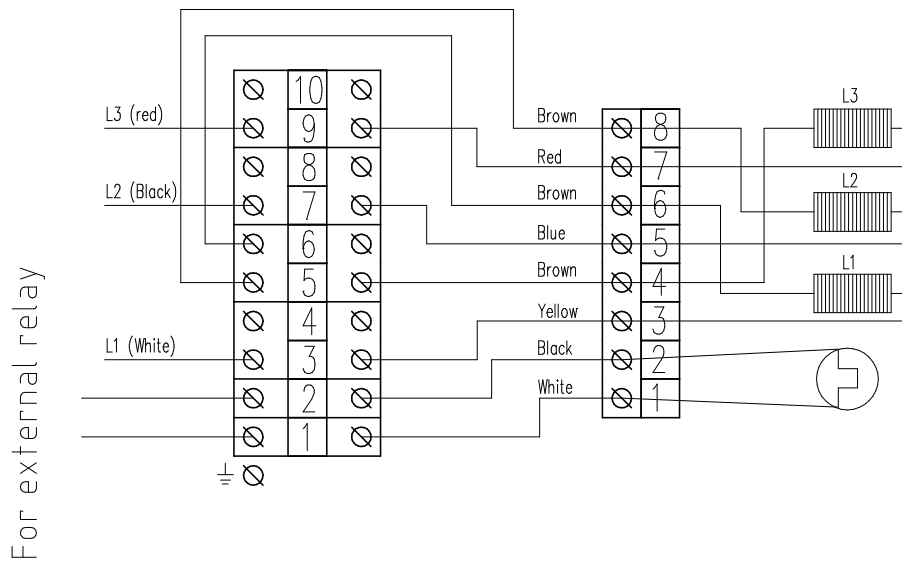 For external relay
L3 (red)
L2 (Black)
L1 (White)
10
9
8
7
6
5
4
3
2
1
Brown
Red
Brown
Blue
Brown
Yellow
Black
White
8
7
6
5
4
3
2
1
L3
L2
L1